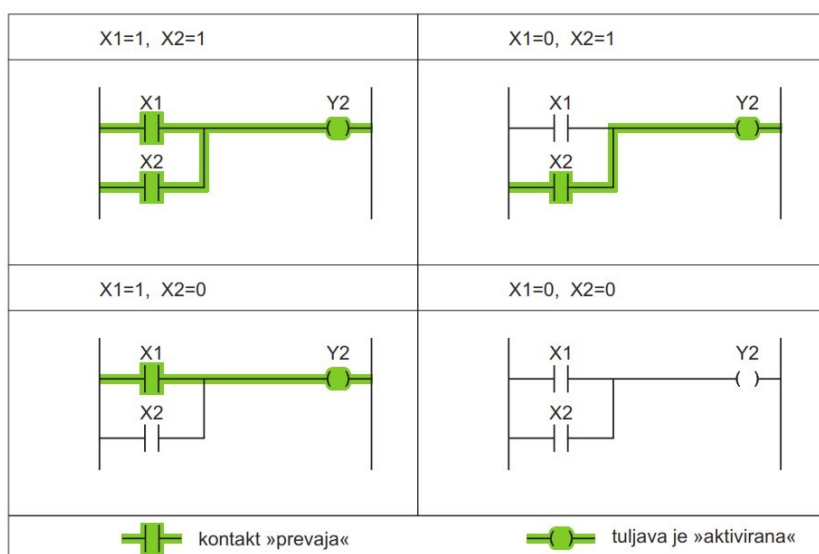 X1=1, X2=1
X1=0, X2=1
X1
Y2
X2
X1
Y2
X2
X1=1, X2=0
X1=0, X2=0
X1
Y2
X2
X1
Y2
X2
kontakt »prevaja«
tuljava je »aktivirana«